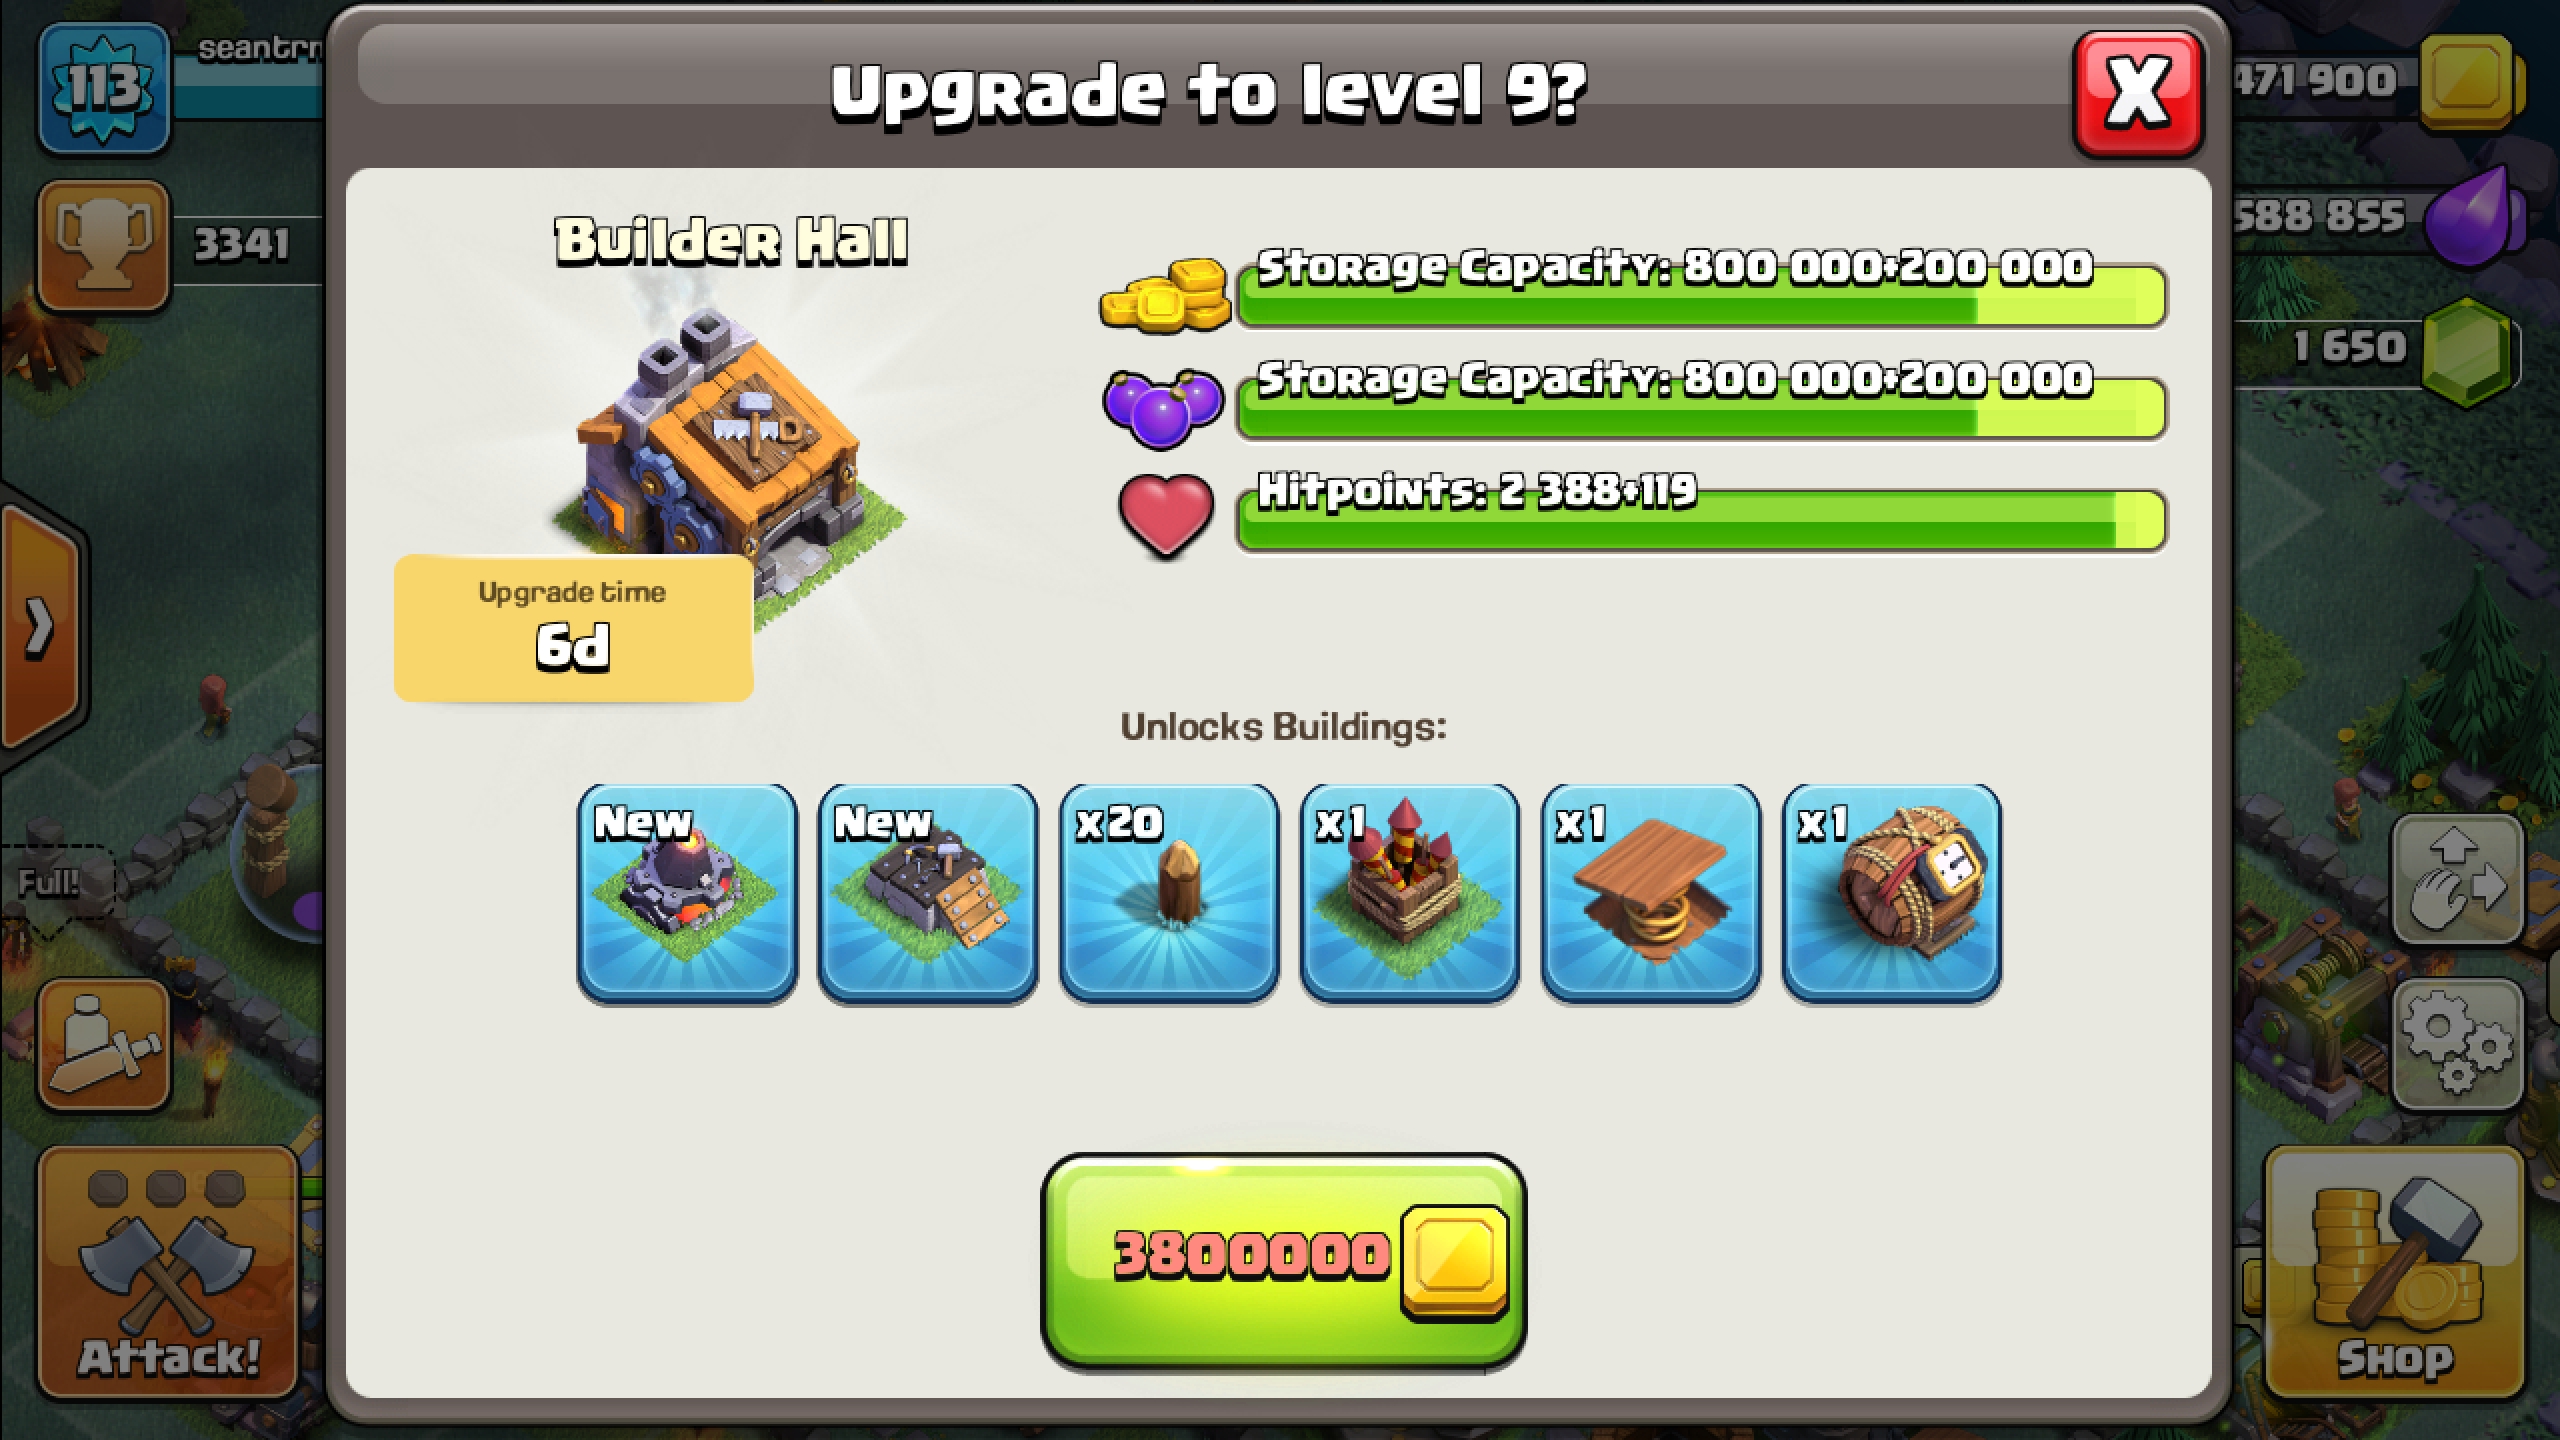 Upgrade to level 9?
X
113
3341
471 900
588 855
1 650
Builder Hall
Storage Capacity: 800 000+200 000
Storage Capacity: 800 000+200 000
Hitpoints: 2 388+119
Upgrade time
6d
Unlocks Buildings:
New
New
x20
x1
x1
x1
Full!
3800000
Attack!
Shop